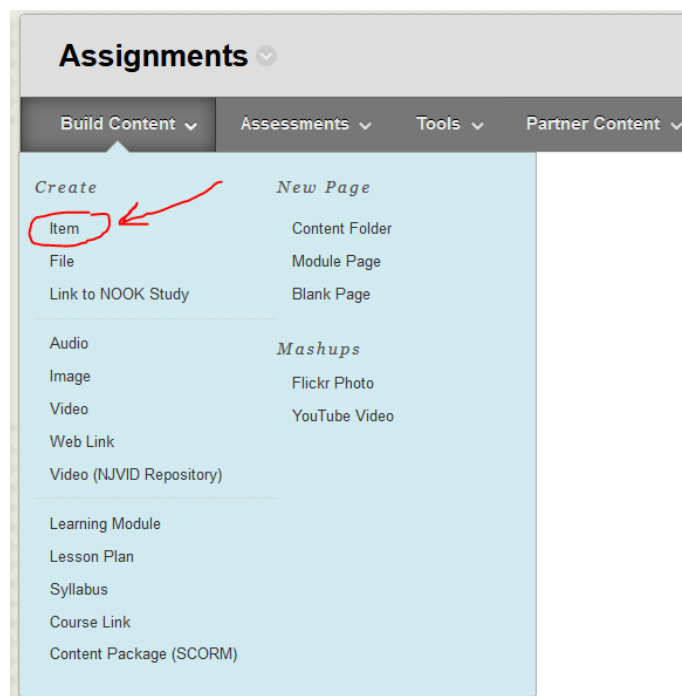 Assignments
Build Content
Assessments
Tools
Partner Content
Create
Item
File
Link to NOOK Study
Audio
Image
Video
Web Link
Video (NJVID Repository)
Learning Module
Lesson Plan
Syllabus
Course Link
Content Package (SCORM)
New Page
Content Folder
Module Page
Blank Page
Mashups
Flickr Photo
YouTube Video